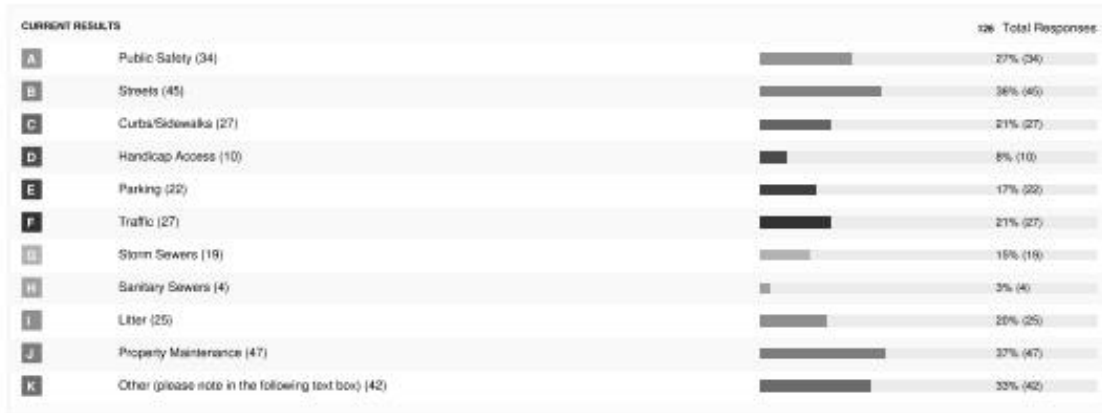 CURRENT RESULTS 126 Total Responses
A Public Safety (34) 27% (34)
B Streets (45) 36% (45)
C Curbs/Sidewalks (27) 21% (27)
D Handicap Access (10) 8% (10)
E Parking (22) 17% (22)
F Traffic (27) 21% (27)
G Storm Sewers (19) 15% (19)
H Sanitary Sewers (4) 3% (4)
I Litter (25) 20% (25)
J Property Maintenance (47) 37% (47)
K Other (please note in the following text box) (42) 33% (42)